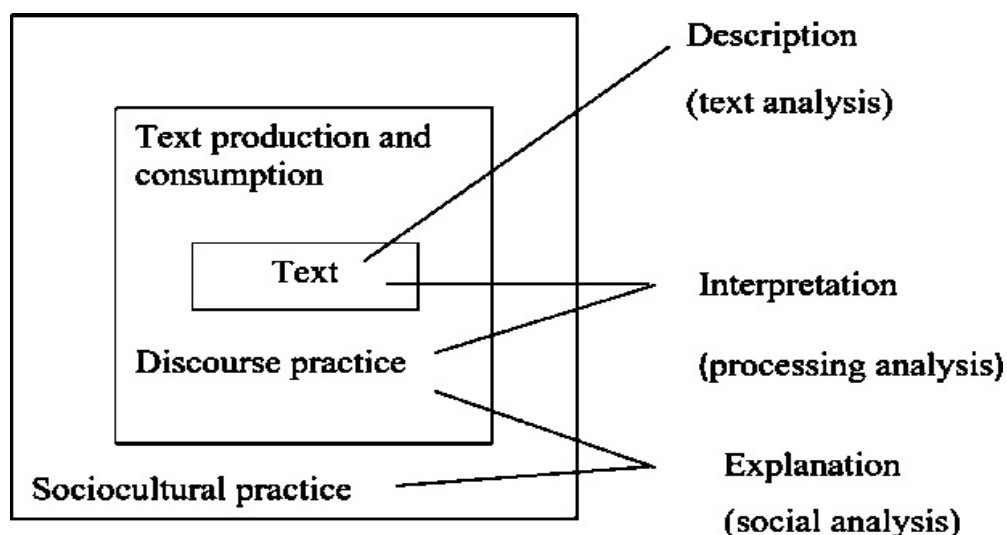 Description
(text analysis)
Text production and
consumption
Text
Interpretation
Discourse practice
(processing analysis)
Sociocultural practice
Explanation
(social analysis)